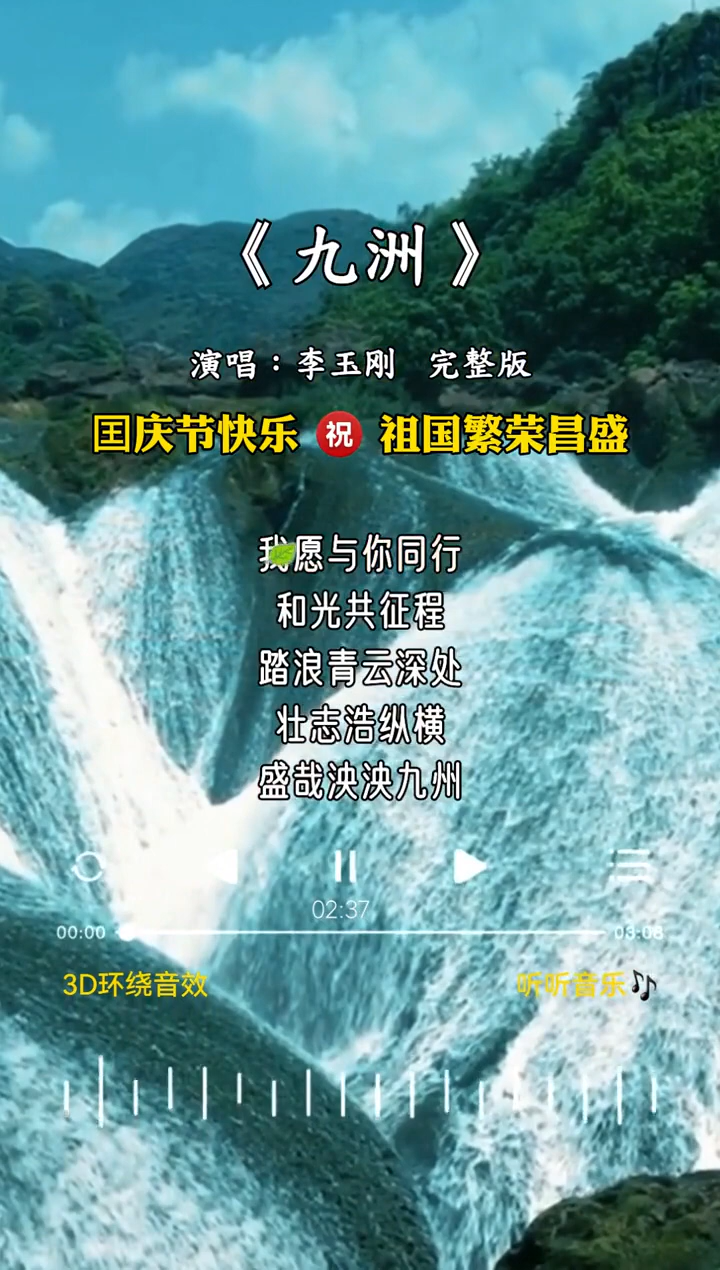 《九洲》
演唱：李玉刚 完整版
囯庆节快乐 ㊗ 祖国繁荣昌盛
我愿与你同行
和光共征程
踏浪青云深处
壮志浩纵横
盛哉泱泱九州
02:37
00:00 03:08
3D环绕音效 听听音乐🎶